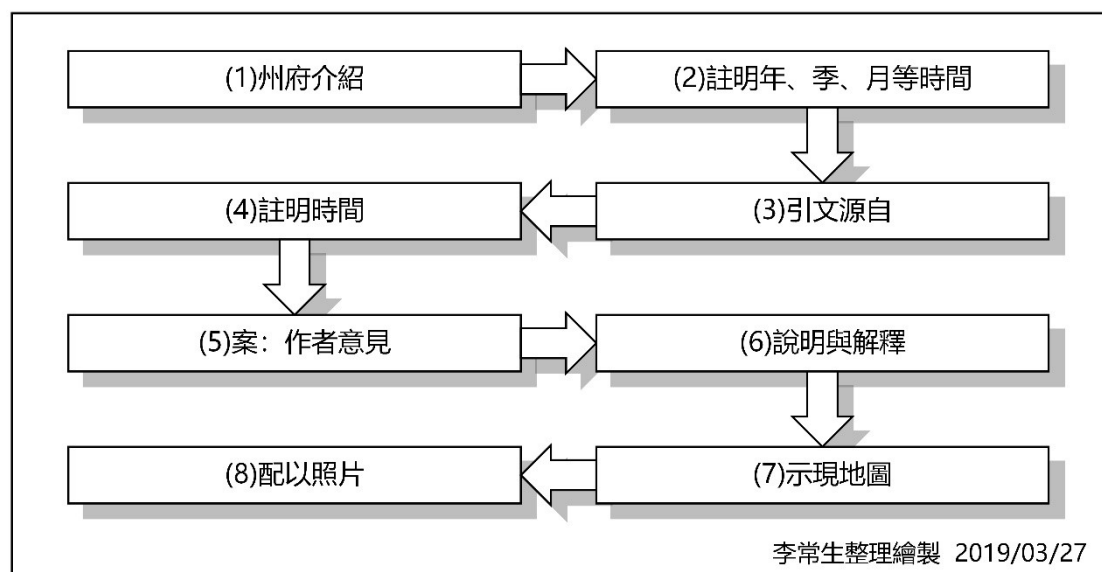 (1)州府介紹
(2)註明年、季、月等時間
(3)引文源自
(4)註明時間
(5)案：作者意見
(6)說明與解釋
(7)示現地圖
(8)配以照片
李常生整理繪製 2019/03/27